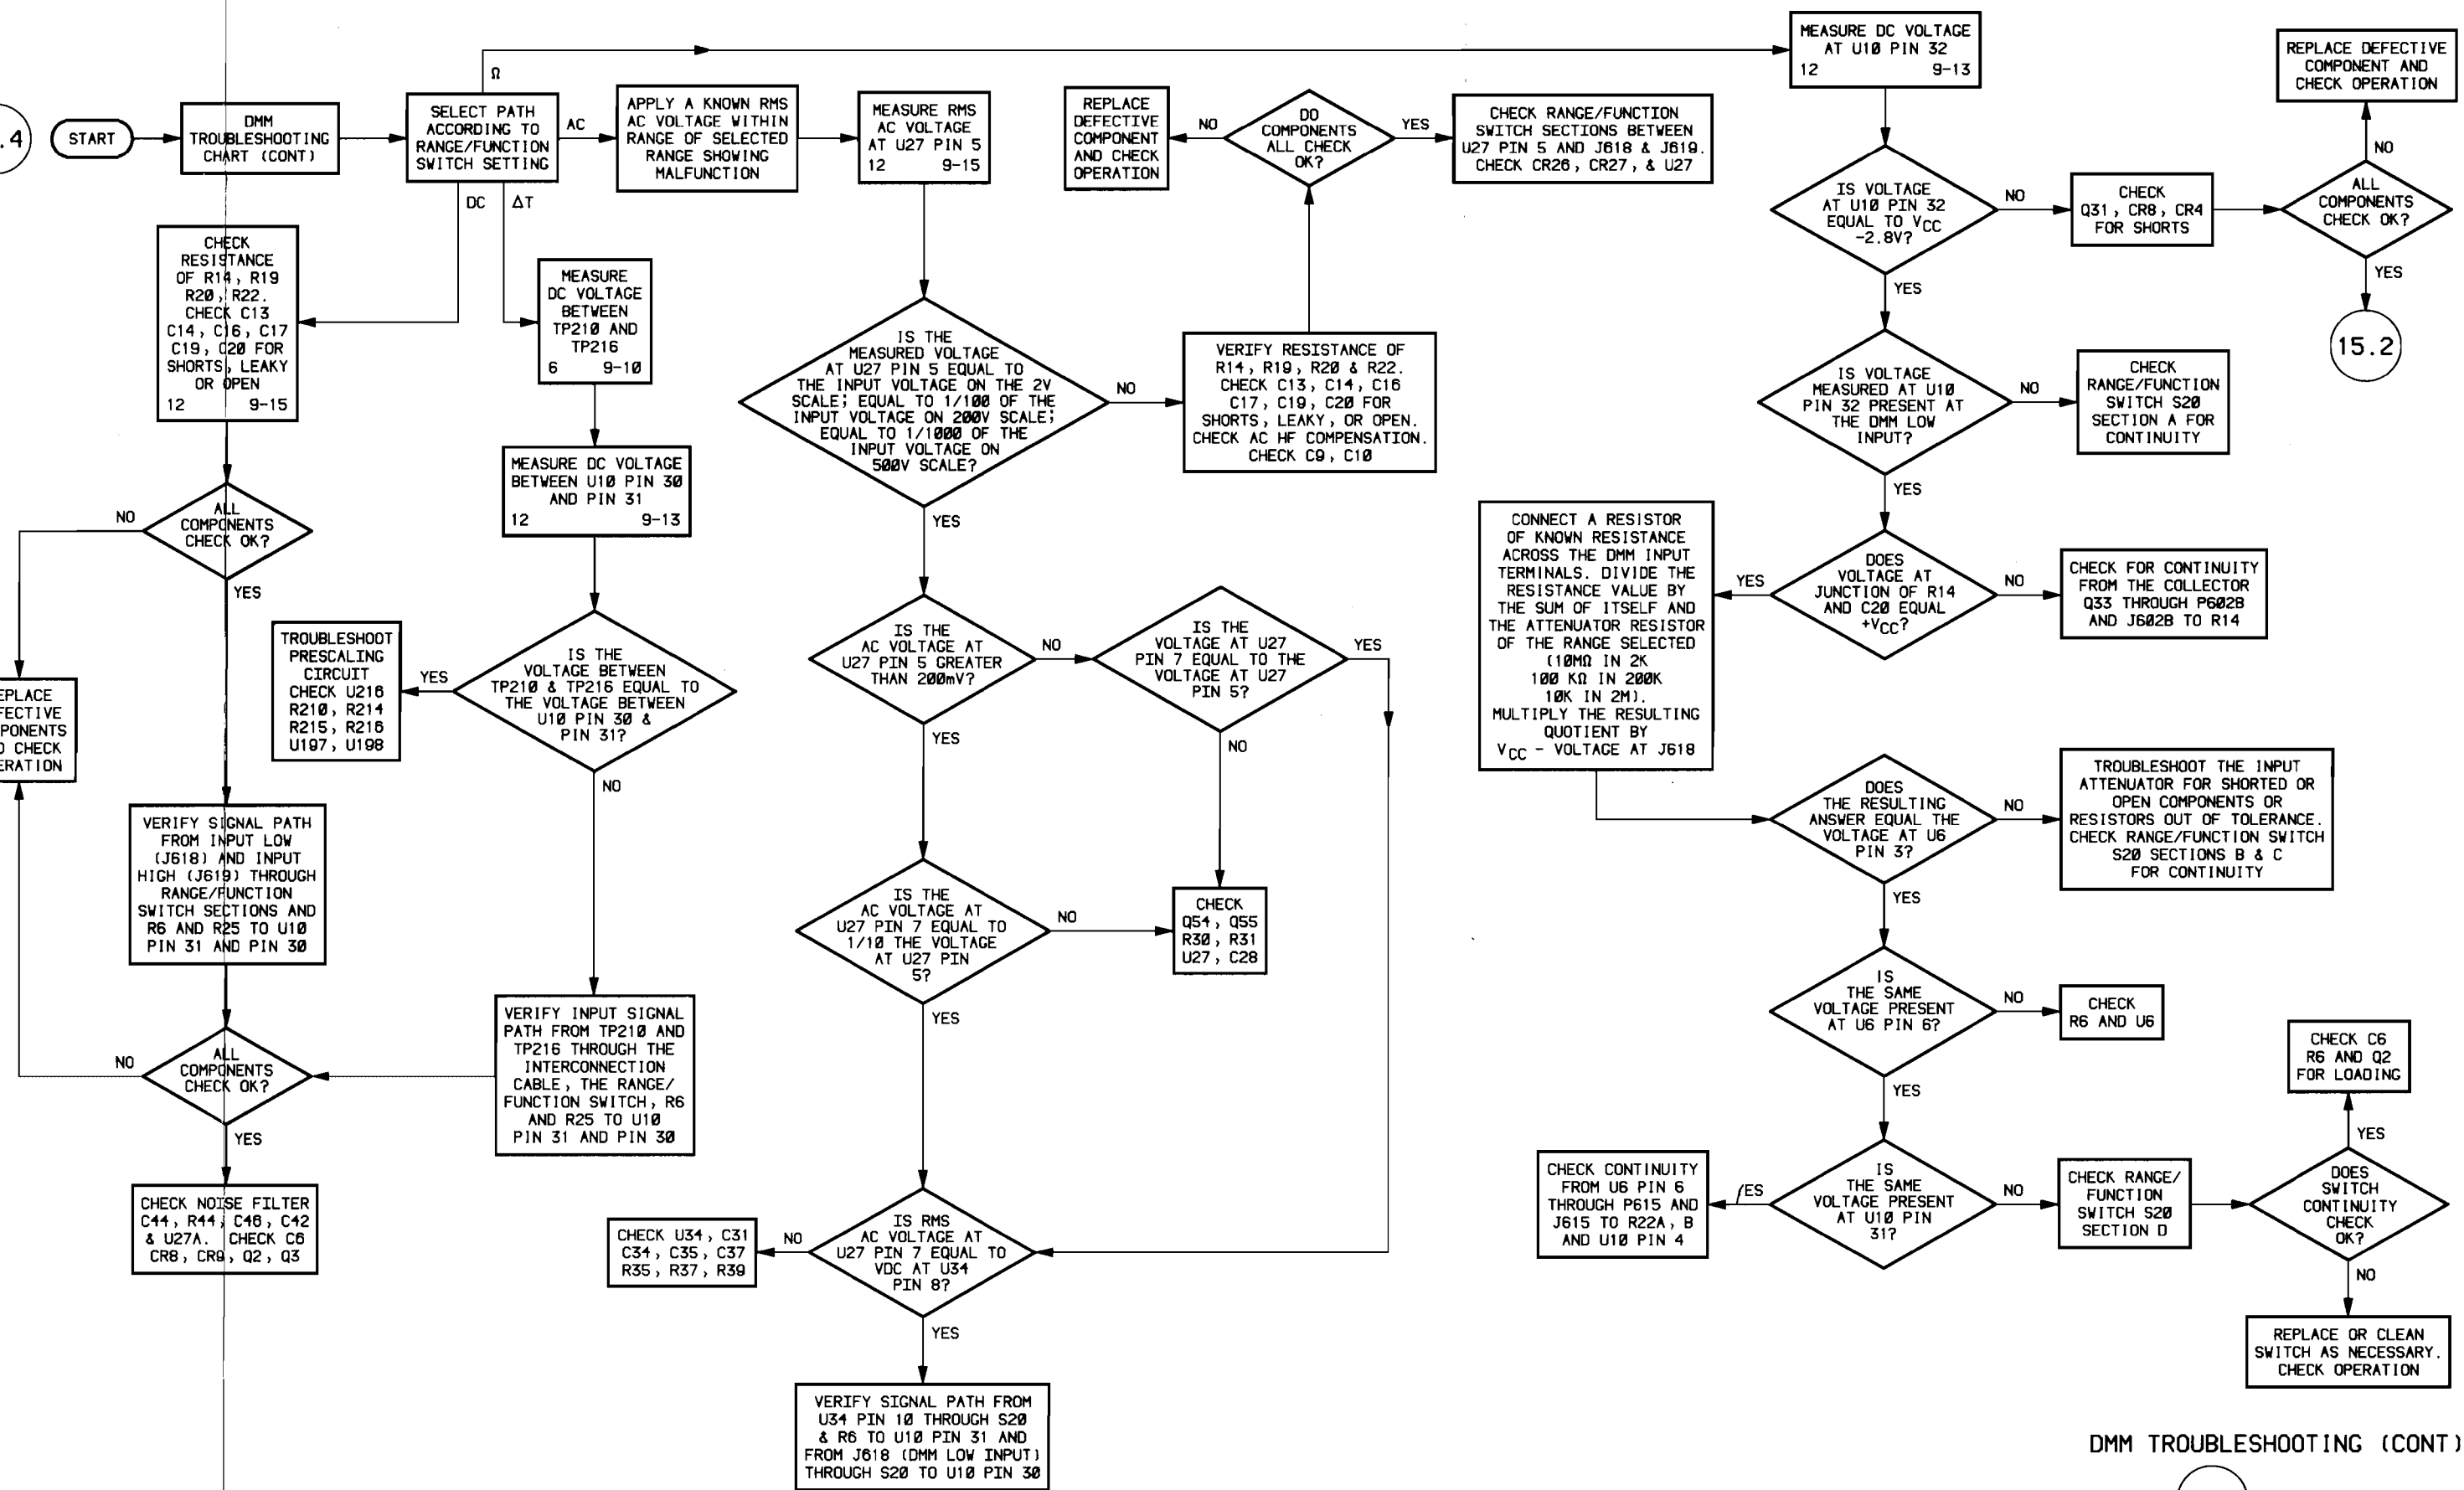 .4
START
DMM
TROUBLESHOOTING
CHART (CONT)
SELECT PATH
ACCORDING TO
RANGE/FUNCTION
SWITCH SETTING
Ω
AC
DC
ΔT
APPLY A KNOWN RMS
AC VOLTAGE WITHIN
RANGE OF SELECTED
RANGE SHOWING
MALFUNCTION
MEASURE RMS
AC VOLTAGE
AT U27 PIN 5
12 9-15
REPLACE
DEFECTIVE
COMPONENT
AND CHECK
OPERATION
NO
DO
COMPONENTS
ALL CHECK
OK?
YES
CHECK RANGE/FUNCTION
SWITCH SECTIONS BETWEEN
U27 PIN 5 AND J618 & J619.
CHECK CR26, CR27, & U27
MEASURE DC VOLTAGE
AT U10 PIN 32
12 9-13
REPLACE DEFECTIVE
COMPONENT AND
CHECK OPERATION
NO
IS VOLTAGE
AT U10 PIN 32
EQUAL TO VCC
-2.8V?
NO
CHECK
Q31, CR8, CR4
FOR SHORTS
ALL
COMPONENTS
CHECK OK?
YES
15.2
YES
CHECK
RESISTANCE
OF R14, R19
R20, R22.
CHECK C13
C14, C16, C17
C19, C20 FOR
SHORTS, LEAKY
OR OPEN
12 9-15
MEASURE
DC VOLTAGE
BETWEEN
TP210 AND
TP216
6 9-10
IS THE
MEASURED VOLTAGE
AT U27 PIN 5 EQUAL TO
THE INPUT VOLTAGE ON THE 2V
SCALE; EQUAL TO 1/100 OF THE
INPUT VOLTAGE ON 200V SCALE;
EQUAL TO 1/1000 OF THE
INPUT VOLTAGE ON
500V SCALE?
NO
VERIFY RESISTANCE OF
R14, R19, R20 & R22.
CHECK C13, C14, C16
C17, C19, C20 FOR
SHORTS, LEAKY, OR OPEN.
CHECK AC HF COMPENSATION.
CHECK C9, C10
YES
IS VOLTAGE
MEASURED AT U10
PIN 32 PRESENT AT
THE DMM LOW
INPUT?
NO
CHECK
RANGE/FUNCTION
SWITCH S20
SECTION A FOR
CONTINUITY
YES
MEASURE DC VOLTAGE
BETWEEN U10 PIN 30
AND PIN 31
12 9-13
NO
ALL
COMPONENTS
CHECK OK?
YES
CONNECT A RESISTOR
OF KNOWN RESISTANCE
ACROSS THE DMM INPUT
TERMINALS. DIVIDE THE
RESISTANCE VALUE BY
THE SUM OF ITSELF AND
THE ATTENUATOR RESISTOR
OF THE RANGE SELECTED
(10MΩ IN 2K
100 KΩ IN 200K
10K IN 2M).
MULTIPLY THE RESULTING
QUOTIENT BY
VCC - VOLTAGE AT J618
YES
DOES
VOLTAGE AT
JUNCTION OF R14
AND C20 EQUAL
+VCC?
NO
CHECK FOR CONTINUITY
FROM THE COLLECTOR
Q33 THROUGH P602B
AND J602B TO R14
TROUBLESHOOT
PRESCALING
CIRCUIT
CHECK U216
R210, R214
R215, R216
U197, U198
YES
IS THE
VOLTAGE BETWEEN
TP210 & TP216 EQUAL TO
THE VOLTAGE BETWEEN
U10 PIN 30 &
PIN 31?
NO
IS THE
AC VOLTAGE AT
U27 PIN 5 GREATER
THAN 200mV?
NO
IS THE
VOLTAGE AT U27
PIN 7 EQUAL TO THE
VOLTAGE AT U27
PIN 5?
YES
NO
YES
EPLACE
FECTIVE
PONENTS
D CHECK
ERATION
VERIFY SIGNAL PATH
FROM INPUT LOW
(J618) AND INPUT
HIGH (J619) THROUGH
RANGE/FUNCTION
SWITCH SECTIONS AND
R6 AND R25 TO U10
PIN 31 AND PIN 30
DOES
THE RESULTING
ANSWER EQUAL THE
VOLTAGE AT U6
PIN 3?
NO
TROUBLESHOOT THE INPUT
ATTENUATOR FOR SHORTED OR
OPEN COMPONENTS OR
RESISTORS OUT OF TOLERANCE.
CHECK RANGE/FUNCTION SWITCH
S20 SECTIONS B & C
FOR CONTINUITY
YES
IS THE
AC VOLTAGE AT
U27 PIN 7 EQUAL TO
1/10 THE VOLTAGE
AT U27 PIN
5?
NO
CHECK
Q54, Q55
R30, R31
U27, C28
YES
IS
THE SAME
VOLTAGE PRESENT
AT U6 PIN 6?
NO
CHECK
R6 AND U6
YES
NO
ALL
COMPONENTS
CHECK OK?
YES
VERIFY INPUT SIGNAL
PATH FROM TP210 AND
TP216 THROUGH THE
INTERCONNECTION
CABLE, THE RANGE/
FUNCTION SWITCH, R6
AND R25 TO U10
PIN 31 AND PIN 30
CHECK C6
R6 AND Q2
FOR LOADING
YES
CHECK NOISE FILTER
C44, R44, C46, C42
& U27A. CHECK C6
CR8, CR9, Q2, Q3
CHECK U34, C31
C34, C35, C37
R35, R37, R39
NO
IS RMS
AC VOLTAGE AT
U27 PIN 7 EQUAL TO
VDC AT U34
PIN 8?
YES
CHECK CONTINUITY
FROM U6 PIN 6
THROUGH P615 AND
J615 TO R22A, B
AND U10 PIN 4
YES
IS
THE SAME
VOLTAGE PRESENT
AT U10 PIN
31?
NO
CHECK RANGE/
FUNCTION
SWITCH S20
SECTION D
DOES
SWITCH
CONTINUITY
CHECK
OK?
NO
REPLACE OR CLEAN
SWITCH AS NECESSARY.
CHECK OPERATION
VERIFY SIGNAL PATH FROM
U34 PIN 10 THROUGH S20
& R6 TO U10 PIN 31 AND
FROM J618 (DMM LOW INPUT)
THROUGH S20 TO U10 PIN 30
DMM TROUBLESHOOTING (CONT)